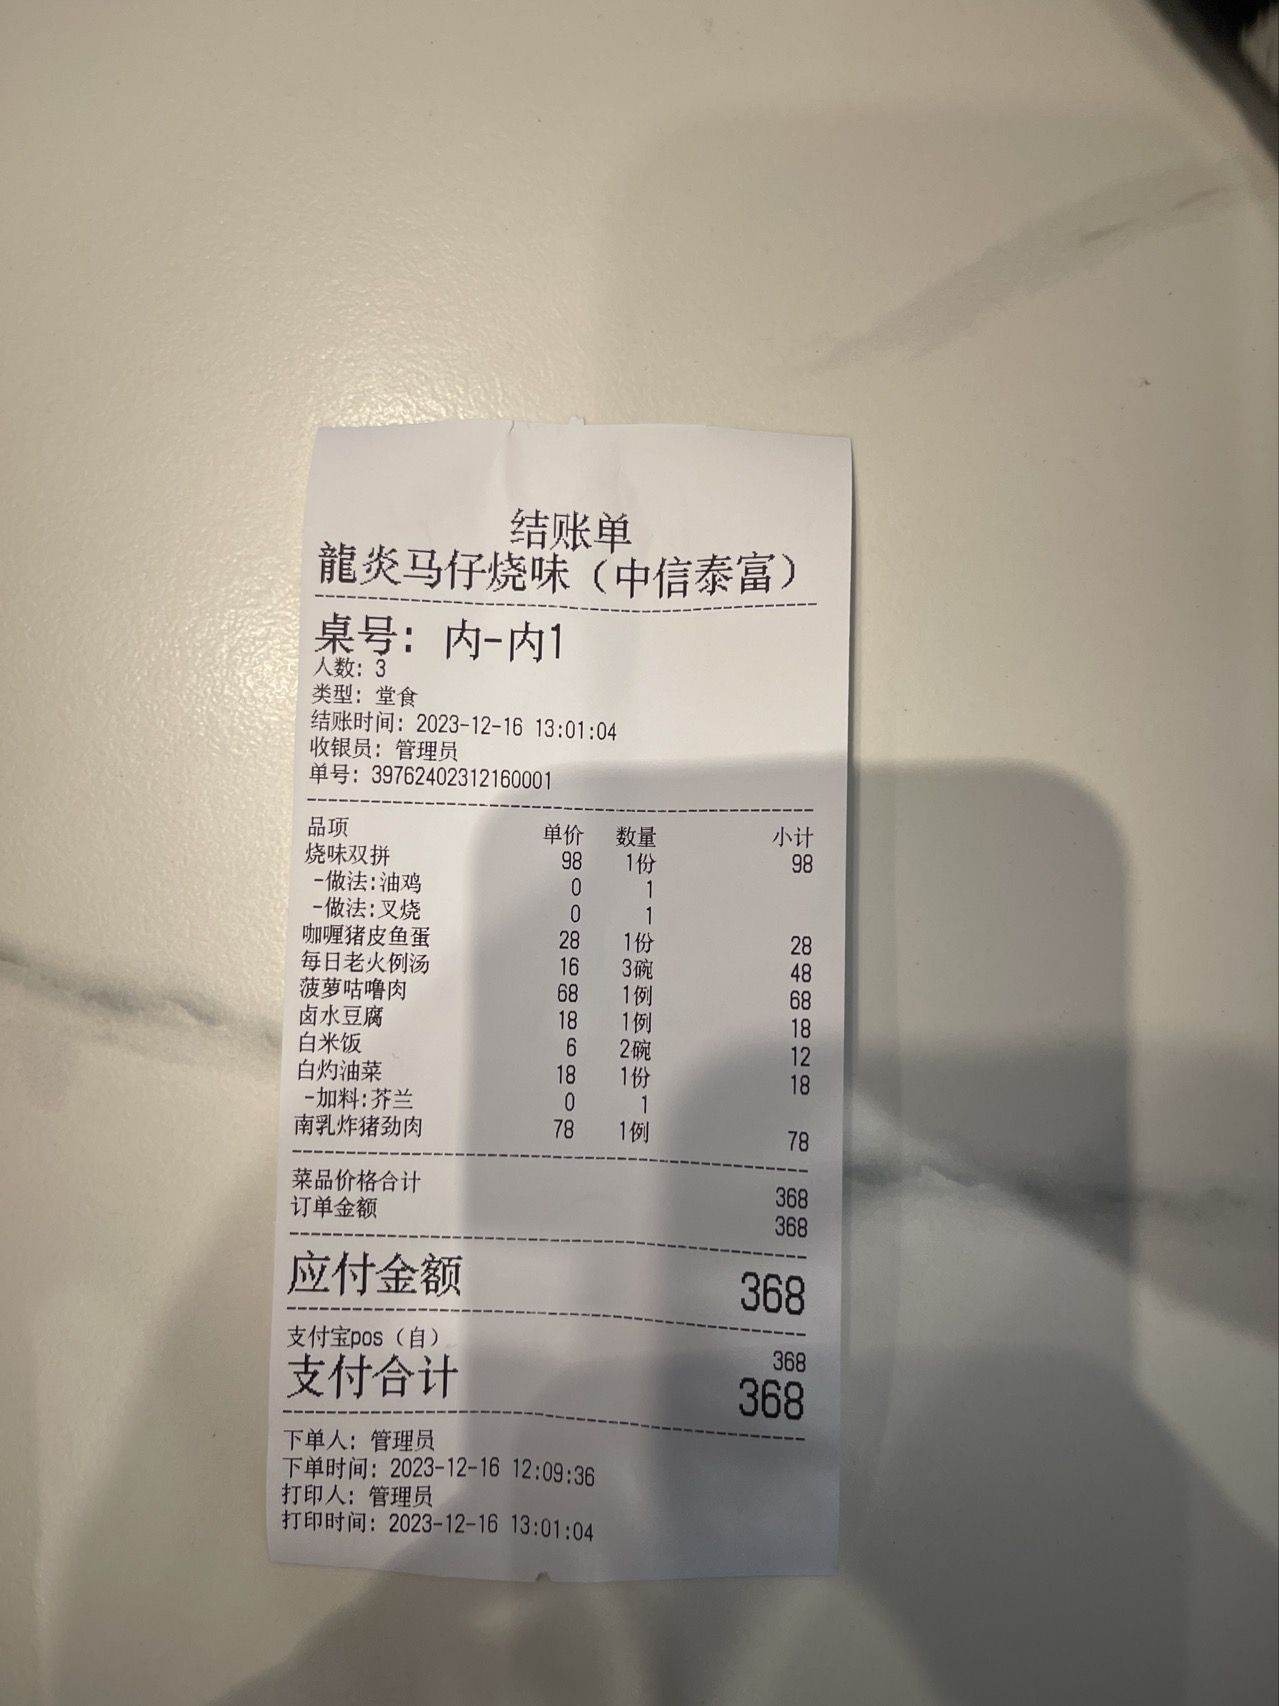 结账单
龍炎马仔烧味（中信泰富）
桌号：内-内1
人数：3
类型：堂食
结账时间：2023-12-16 13:01:04
收银员：管理员
单号：39762402312160001
品项 单价 数量 小计
烧味双拼 98 1份 98
-做法:油鸡 0 1
-做法:叉烧 0 1
咖喱猪皮鱼蛋 28 1份 28
每日老火例汤 16 3碗 48
菠萝咕噜肉 68 1例 68
卤水豆腐 18 1例 18
白米饭 6 2碗 12
白灼油菜 18 1份 18
-加料:芥兰 0 1
南乳炸猪劲肉 78 1例 78
菜品价格合计 368
订单金额 368
应付金额 368
支付宝pos（自） 368
支付合计 368
下单人：管理员
下单时间：2023-12-16 12:09:36
打印人：管理员
打印时间：2023-12-16 13:01:04